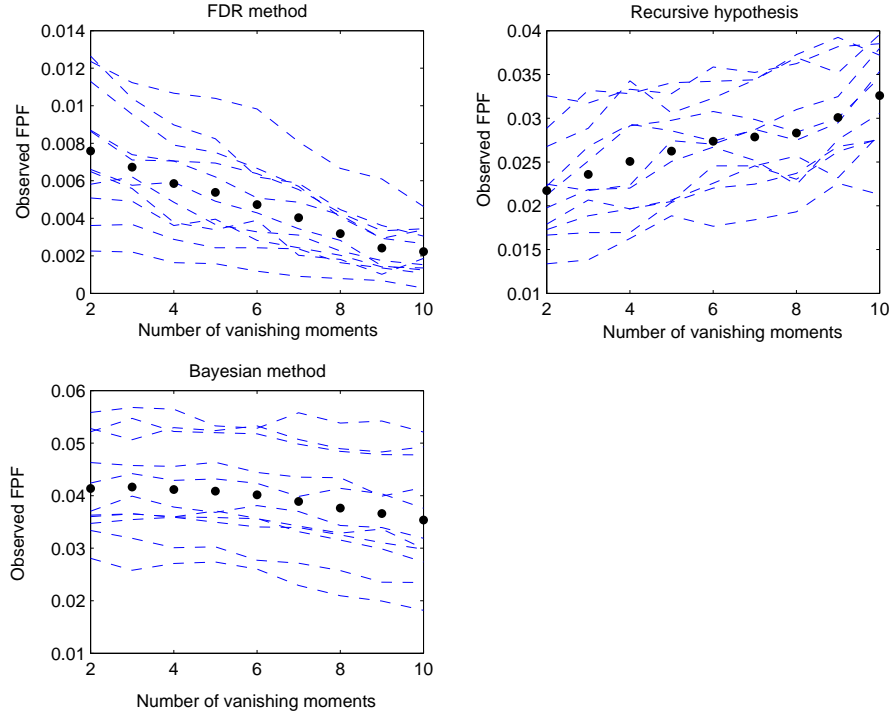 FDR method
0.014
0.012
0.01
0.008
0.006
0.004
0.002
0
Observed FPF
2 4 6 8 10
Number of vanishing moments
Recursive hypothesis
0.04
0.035
0.03
0.025
0.02
0.015
0.01
Observed FPF
2 4 6 8 10
Number of vanishing moments
Bayesian method
0.06
0.05
0.04
0.03
0.02
0.01
Observed FPF
2 4 6 8 10
Number of vanishing moments